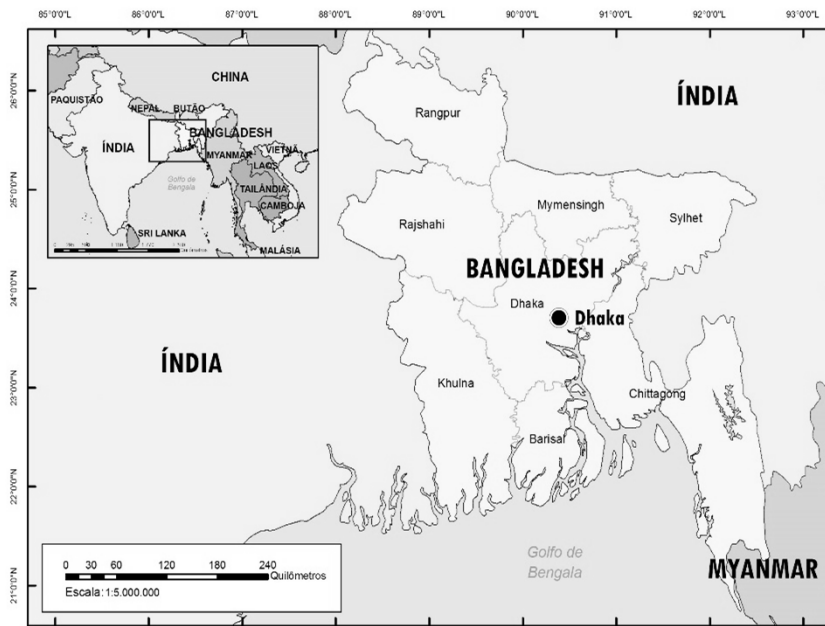 85°0'0"E 86°0'0"E 87°0'0"E 88°0'0"E 89°0'0"E 90°0'0"E 91°0'0"E 92°0'0"E 93°0'0"E
CHINA
PAQUISTÃO
NEPAL
BUTÃO
BANGLADESH
ÍNDIA
MYANMAR
VIETNÃ
LAOS
Golfo de
Bengala
TAILÂNDIA
CAMBOJA
SRI LANKA
MALÁSIA
Quilômetros
26°0'0"N
25°0'0"N
24°0'0"N
23°0'0"N
22°0'0"N
21°0'0"N
ÍNDIA
Rangpur
Mymensingh
Rajshahi
Sylhet
BANGLADESH
Dhaka
Dhaka
ÍNDIA
Khulna
Chittagong
Barisal
Golfo de
Bengala
MYANMAR
0 30 60 120 180 240
Quilômetros
Escala: 1:5.000.000